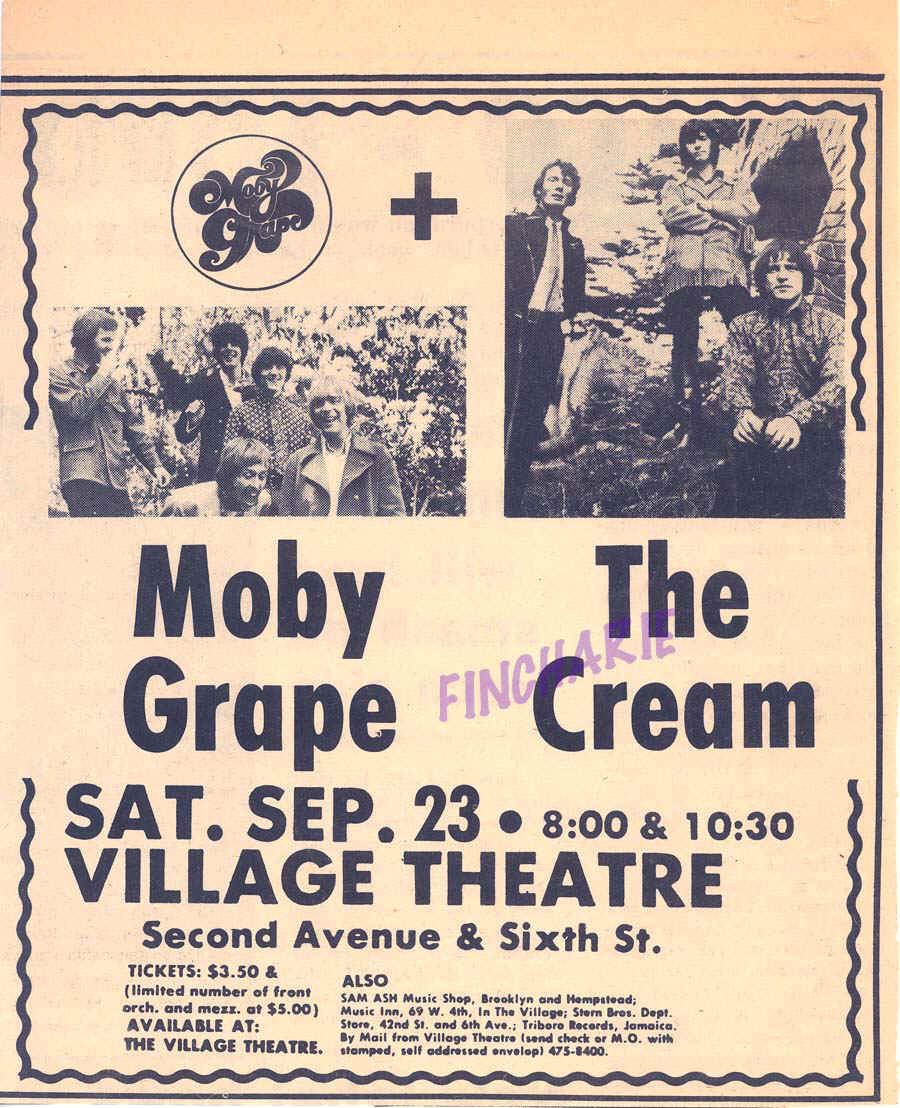 Moby
Grape
+
Moby
Grape
The
Cream
FINCHARIE
SAT. SEP. 23 • 8:00 & 10:30
VILLAGE THEATRE
Second Avenue & Sixth St.
TICKETS: $3.50 &
(limited number of front
orch. and mezz. at $5.00)
AVAILABLE AT:
THE VILLAGE THEATRE.
ALSO
SAM ASH Music Shop, Brooklyn and Hempstead;
Music Inn, 69 W. 4th, In The Village; Stern Bros. Dept.
Store, 42nd St. and 6th Ave.; Triboro Records, Jamaica.
By Mail from Village Theatre (send check or M.O. with
stamped, self addressed envelop) 475-8400.